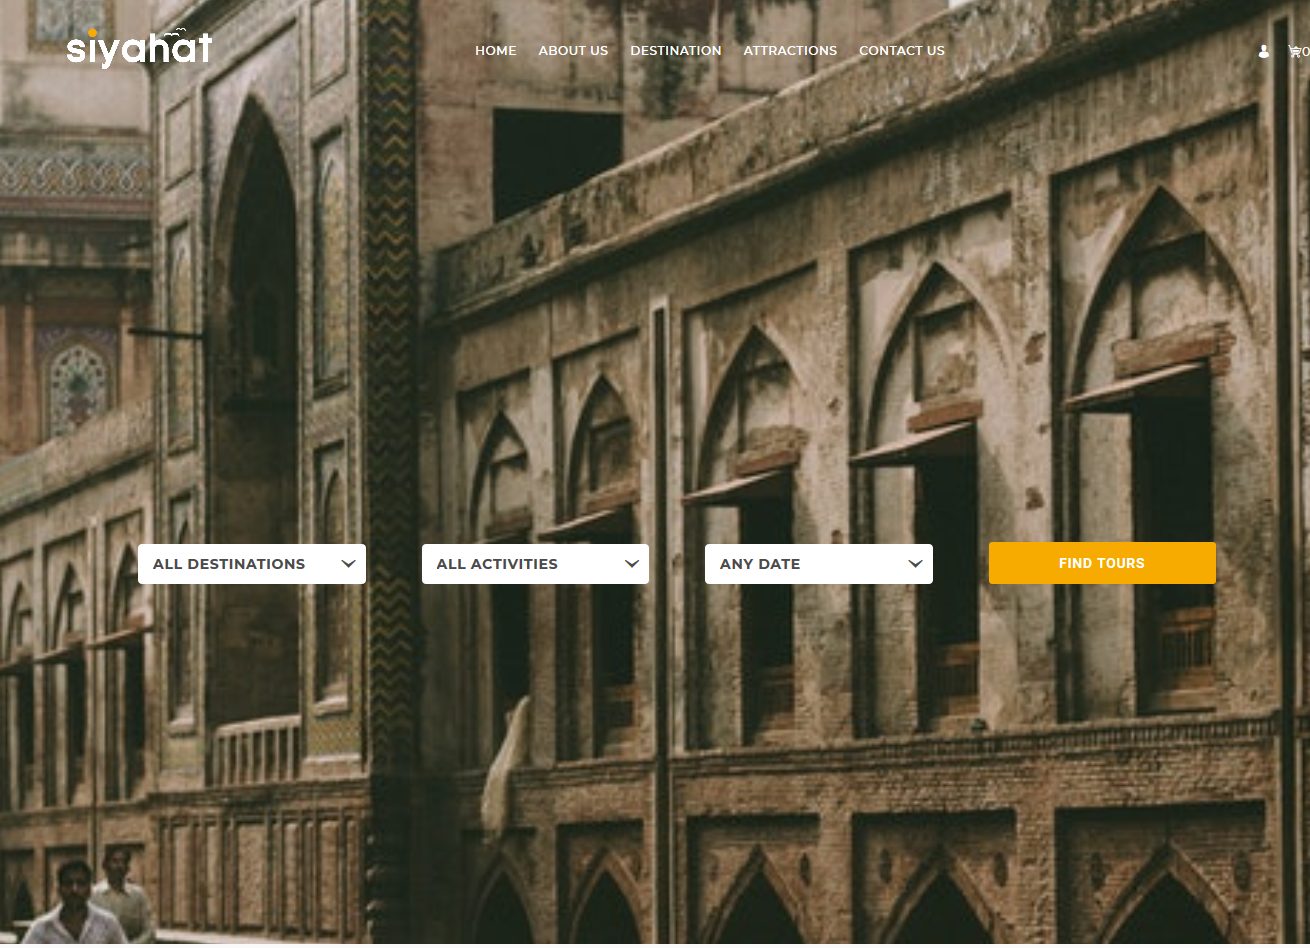 siyahat
HOME ABOUT US DESTINATION ATTRACTIONS CONTACT US
0
ALL DESTINATIONS ALL ACTIVITIES ANY DATE FIND TOURS